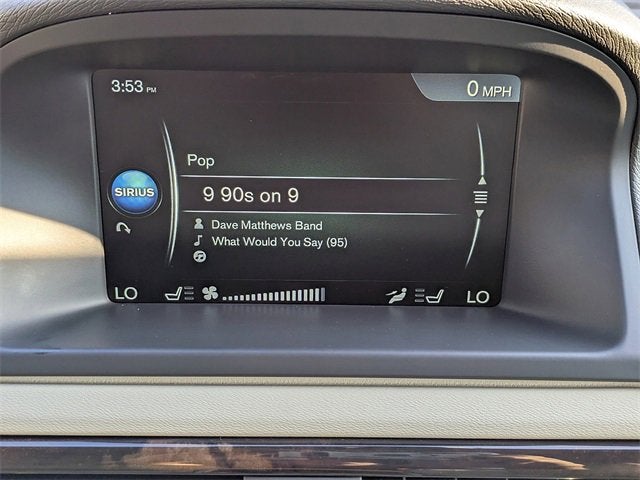 3:53 PM
0 MPH
Pop
SIRIUS
9 90s on 9
Dave Matthews Band
What Would You Say (95)
LO
LO